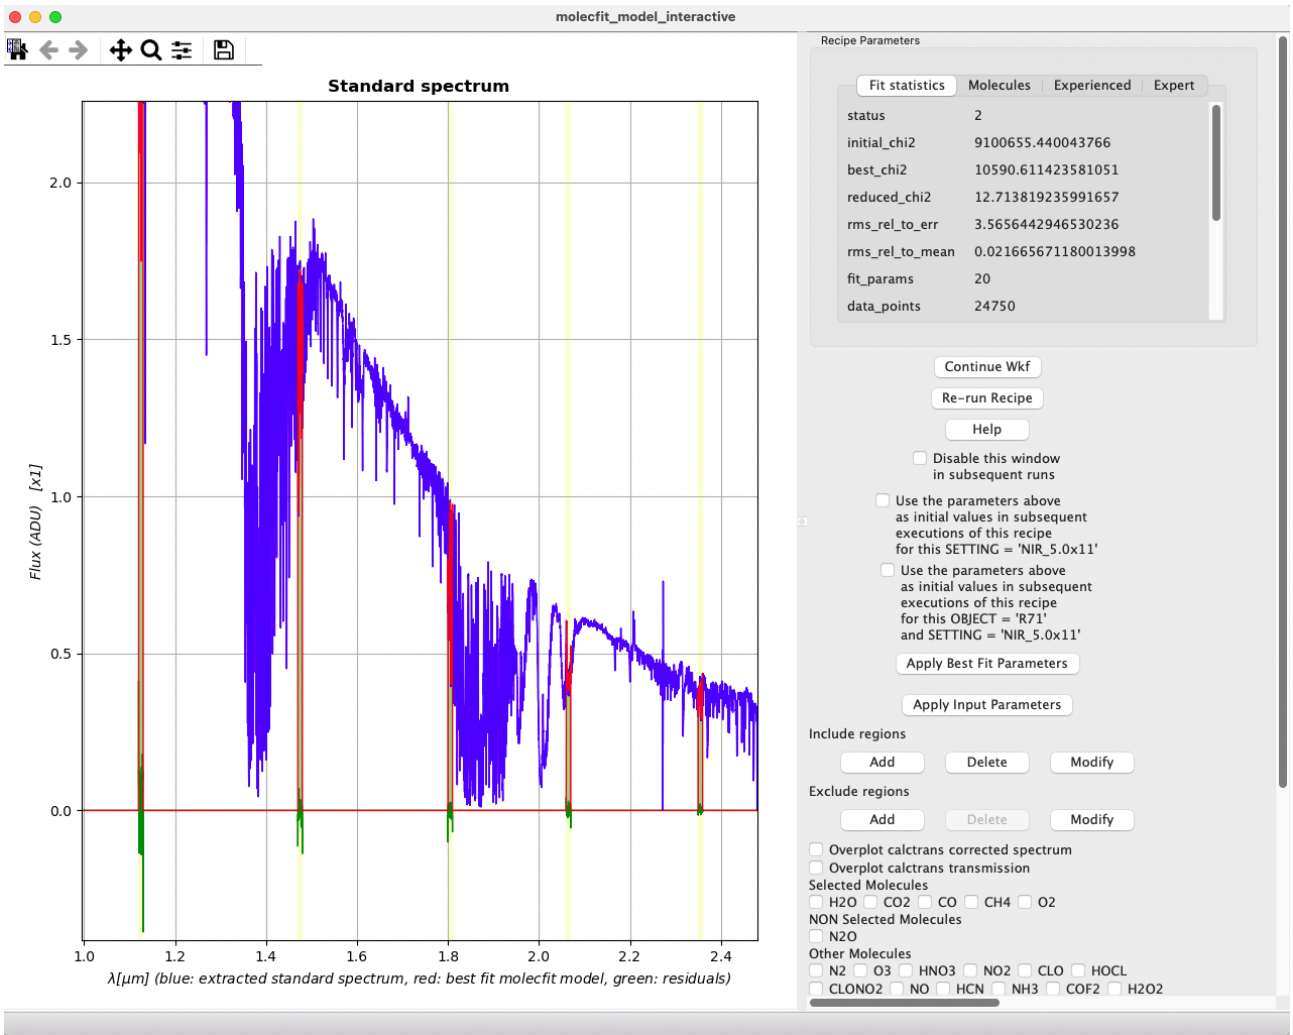 molecfit_model_interactive
Standard spectrum
2.0
1.5
1.0
0.5
0.0
Flux (ADU) [x1]
1.0 1.2 1.4 1.6 1.8 2.0 2.2 2.4
λ[μm] (blue: extracted standard spectrum, red: best fit molecfit model, green: residuals)
Recipe Parameters
Fit statistics Molecules Experienced Expert
status 2
initial_chi2 9100655.440043766
best_chi2 10590.611423581051
reduced_chi2 12.713819235991657
rms_rel_to_err 3.5656442946530236
rms_rel_to_mean 0.021665671180013998
fit_params 20
data_points 24750
Continue Wkf
Re-run Recipe
Help
Disable this window
in subsequent runs
Use the parameters above
as initial values in subsequent
executions of this recipe
for this SETTING = 'NIR_5.0x11'
Use the parameters above
as initial values in subsequent
executions of this recipe
for this OBJECT = 'R71'
and SETTING = 'NIR_5.0x11'
Apply Best Fit Parameters
Apply Input Parameters
Include regions
Add Delete Modify
Exclude regions
Add Delete Modify
Overplot calctrans corrected spectrum
Overplot calctrans transmission
Selected Molecules
H2O CO2 CO CH4 O2
NON Selected Molecules
N2O
Other Molecules
N2 O3 HNO3 NO2 CLO HOCL
CLONO2 NO HCN NH3 COF2 H2O2